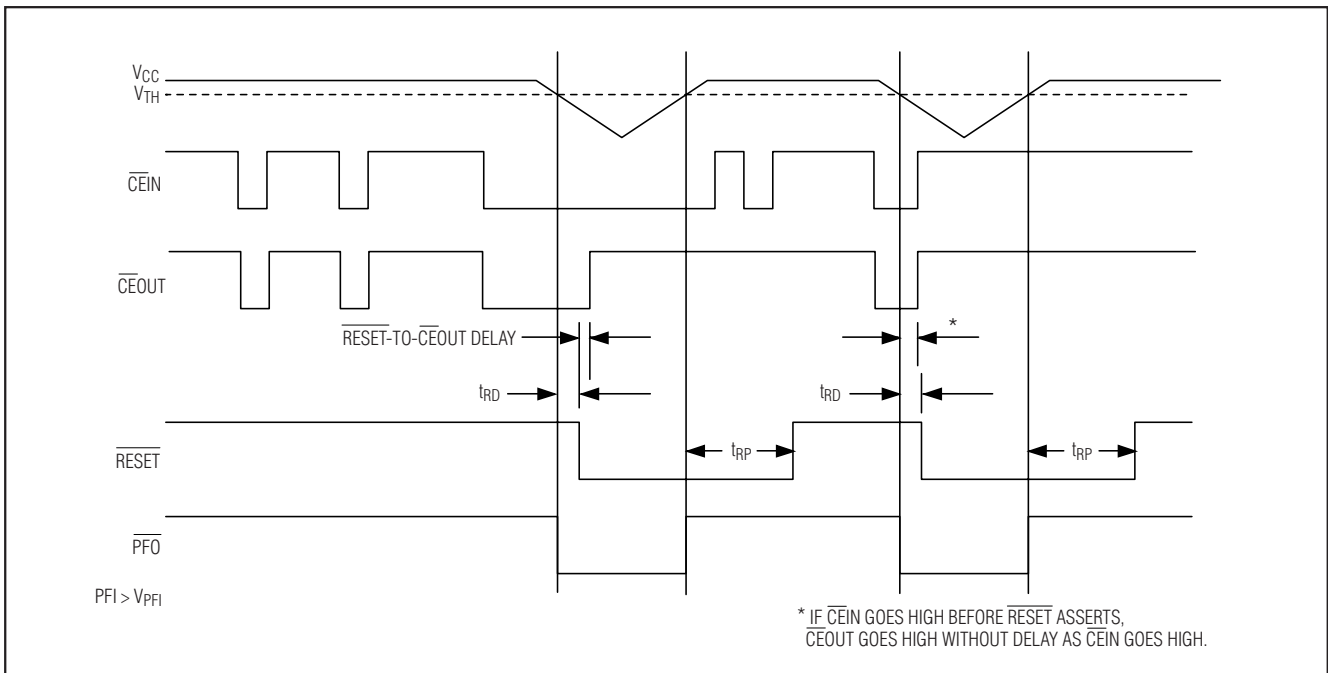 VCC
VTH
CEIN
CEOUT
RESET-TO-CEOUT DELAY
*
tRD
tRD
RESET
tRP
tRP
PFO
PFI > VPFI
* IF CEIN GOES HIGH BEFORE RESET ASSERTS,
CEOUT GOES HIGH WITHOUT DELAY AS CEIN GOES HIGH.